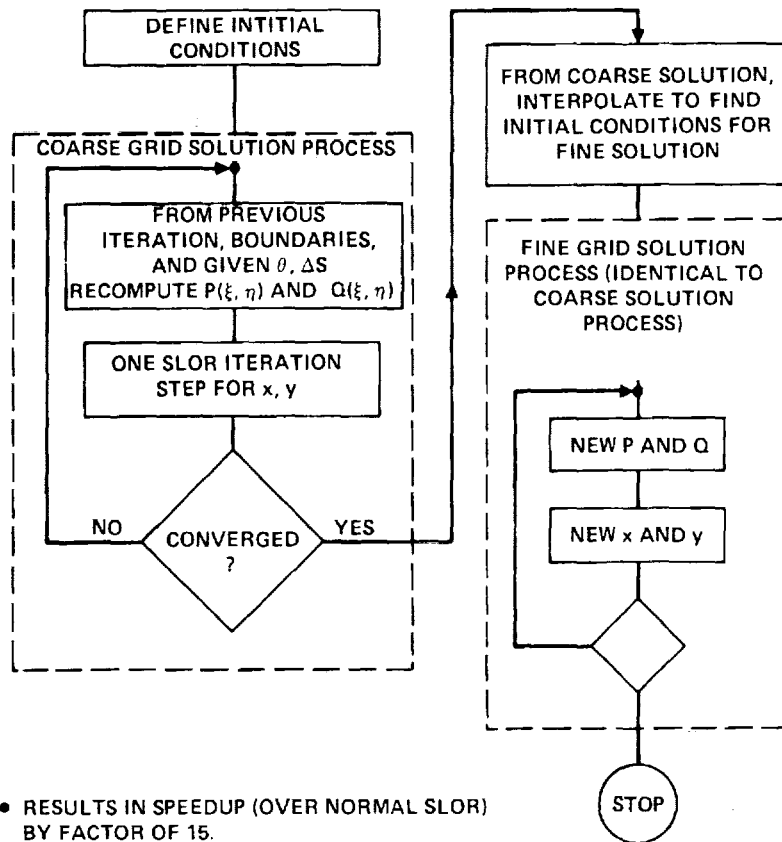 DEFINE INTITIAL
CONDITIONS
COARSE GRID SOLUTION PROCESS
FROM PREVIOUS
ITERATION, BOUNDARIES,
AND GIVEN θ, ΔS
RECOMPUTE P(ξ, η) AND Q(ξ, η)
ONE SLOR ITERATION
STEP FOR x, y
NO
CONVERGED
?
YES
FROM COARSE SOLUTION,
INTERPOLATE TO FIND
INITIAL CONDITIONS FOR
FINE SOLUTION
FINE GRID SOLUTION
PROCESS (IDENTICAL TO
COARSE SOLUTION
PROCESS)
NEW P AND Q
NEW x AND y
STOP
• RESULTS IN SPEEDUP (OVER NORMAL SLOR)
BY FACTOR OF 15.